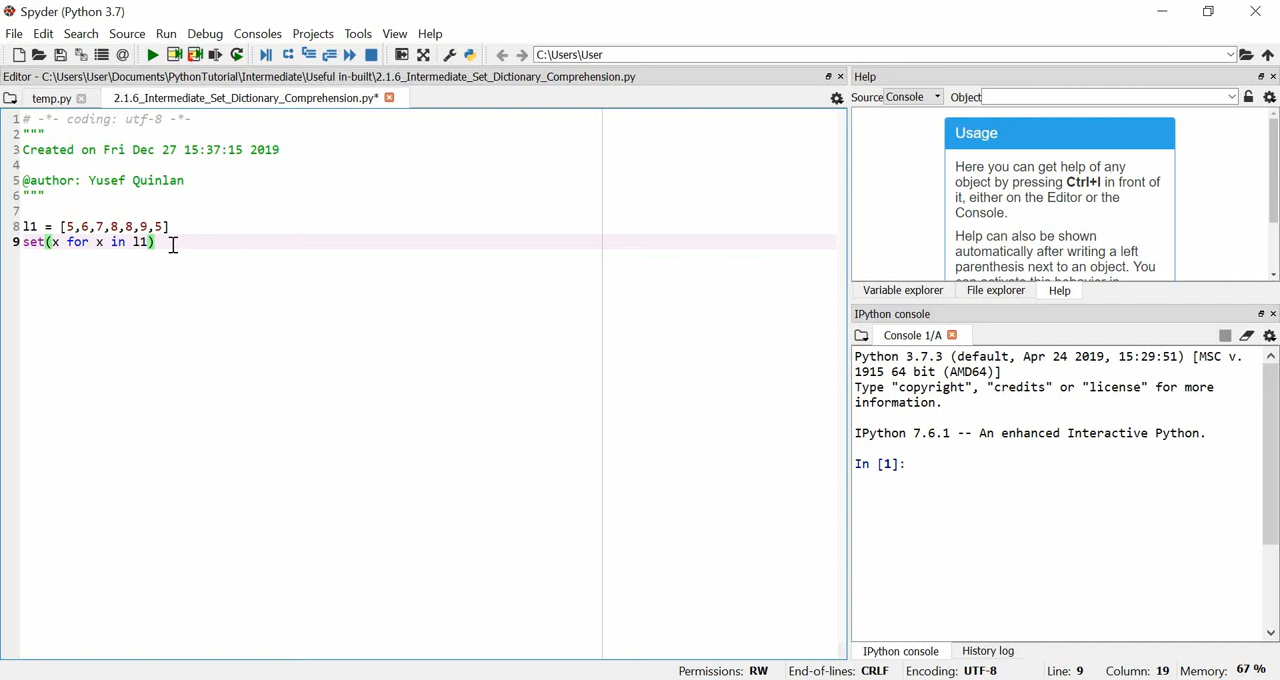 Spyder (Python 3.7)
File Edit Search Source Run Debug Consoles Projects Tools View Help
C:\Users\User
Editor - C:\Users\User\Documents\PythonTutorial\Intermediate\Useful in-built\2.1.6_Intermediate_Set_Dictionary_Comprehension.py
temp.py 2.1.6_Intermediate_Set_Dictionary_Comprehension.py*
1 # -*- coding: utf-8 -*-
2 """
3 Created on Fri Dec 27 15:37:15 2019
4
5 @author: Yusef Quinlan
6 """
7
8 l1 = [5,6,7,8,8,9,5]
9 set(x for x in l1)
Help
Source Console Object
Usage
Here you can get help of any
object by pressing Ctrl+I in front of
it, either on the Editor or the
Console.
Help can also be shown
automatically after writing a left
parenthesis next to an object. You
can activate this behavior in
Variable explorer File explorer Help
IPython console
Console 1/A
Python 3.7.3 (default, Apr 24 2019, 15:29:51) [MSC v.
1915 64 bit (AMD64)]
Type "copyright", "credits" or "license" for more
information.
IPython 7.6.1 -- An enhanced Interactive Python.
In [1]:
IPython console History log
Permissions: RW End-of-lines: CRLF Encoding: UTF-8 Line: 9 Column: 19 Memory: 67 %